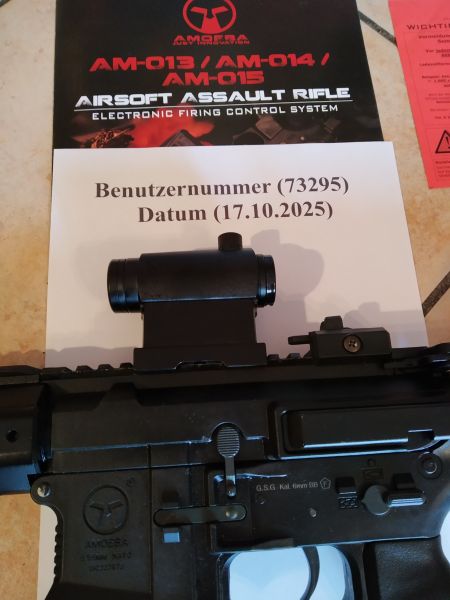 AMOEBA
JUST INNOVATION
AM-013 / AM-014 /
AM-015
AIRSOFT ASSAULT RIFLE
ELECTRONIC FIRING CONTROL SYSTEM
WICHTI
Benutzernummer (73295)
Datum (17.10.2025)
G.S.G Kal. 6mm BB F
AMOEBA